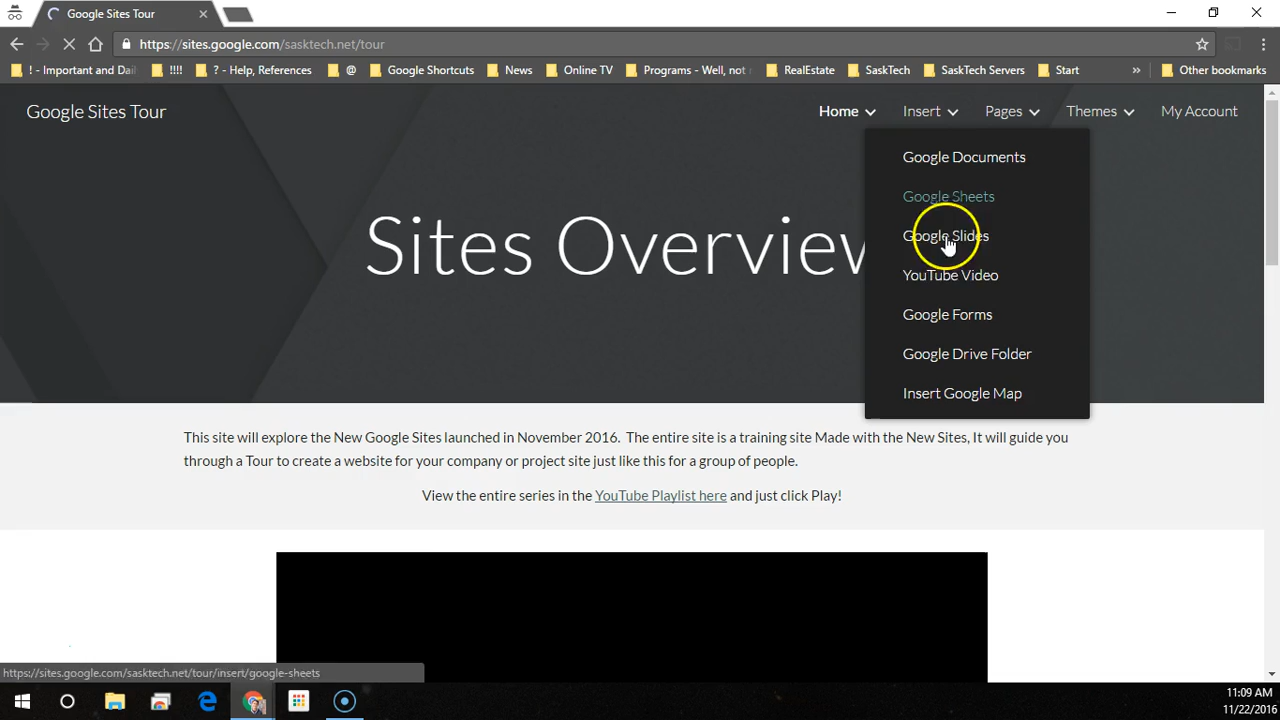 Google Sites Tour
https://sites.google.com/sasktech.net/tour
! - Important and Dai
!!!!
? - Help, References
@
Google Shortcuts
News
Online TV
Programs - Well, not
RealEstate
SaskTech
SaskTech Servers
Start
»
Other bookmarks
Google Sites Tour
Home
Insert
Pages
Themes
My Account
Google Documents
Google Sheets
Google Slides
YouTube Video
Google Forms
Google Drive Folder
Insert Google Map
Sites Overview
This site will explore the New Google Sites launched in November 2016.  The entire site is a training site Made with the New Sites, It will guide you
through a Tour to create a website for your company or project site just like this for a group of people.
View the entire series in the YouTube Playlist here and just click Play!
https://sites.google.com/sasktech.net/tour/insert/google-sheets
11:09 AM
11/22/2016